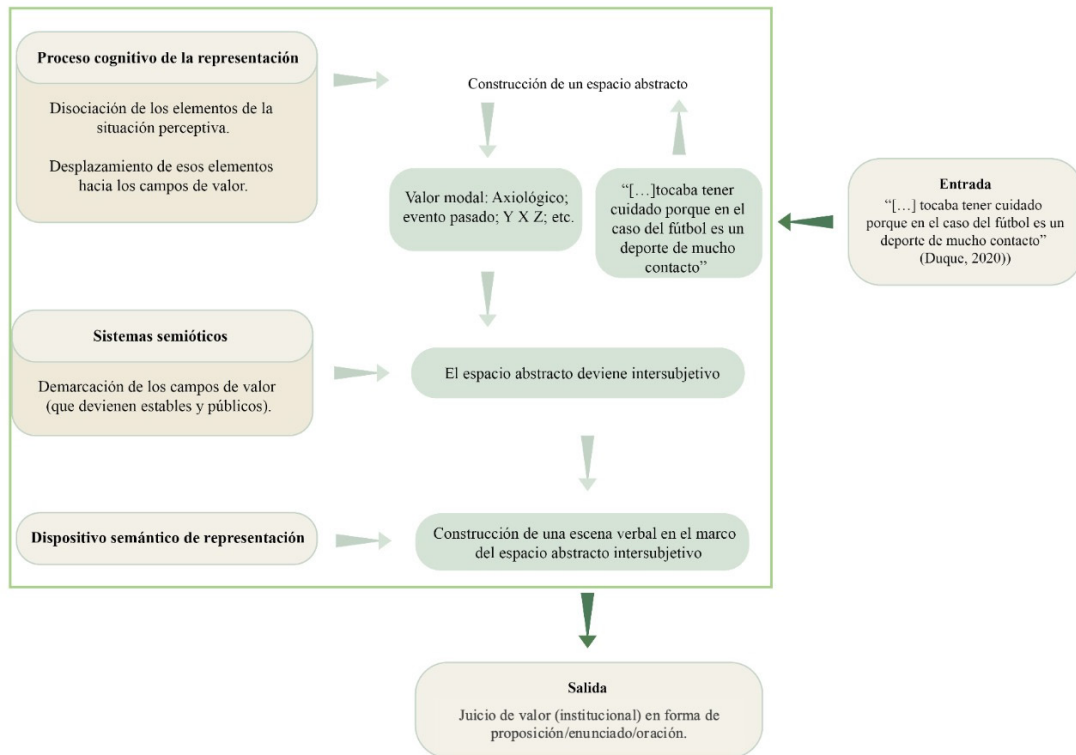 Proceso cognitivo de la representación
Disociación de los elementos de la
situación perceptiva.
Desplazamiento de esos elementos
hacia los campos de valor.
Construcción de un espacio abstracto
Valor modal: Axiológico;
evento pasado; Y X Z; etc.
“[…]tocaba tener
cuidado porque en el
caso del fútbol es un
deporte de mucho
contacto”
Entrada
“[…] tocaba tener cuidado
porque en el caso del fútbol es un
deporte de mucho contacto”
(Duque, 2020))
Sistemas semióticos
Demarcación de los campos de valor
(que devienen estables y públicos).
El espacio abstracto deviene intersubjetivo
Dispositivo semántico de representación
Construcción de una escena verbal en el marco
del espacio abstracto intersubjetivo
Salida
Juicio de valor (institucional) en forma de
proposición/enunciado/oración.